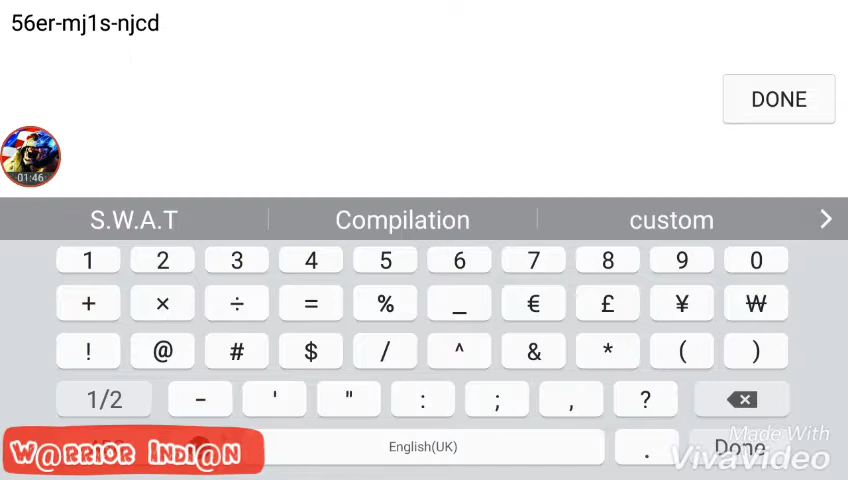 56er-mj1s-njcd
DONE
01:46
S.W.A.T Compilation custom
1 2 3 4 5 6 7 8 9 0
+ × ÷ = % _ € £ ¥ ₩
! @ # $ / ^ & * ( )
1/2 - ' " : ; , ?
W@rrior Indi@n
English(UK)
. Done
Made With
VivaVideo